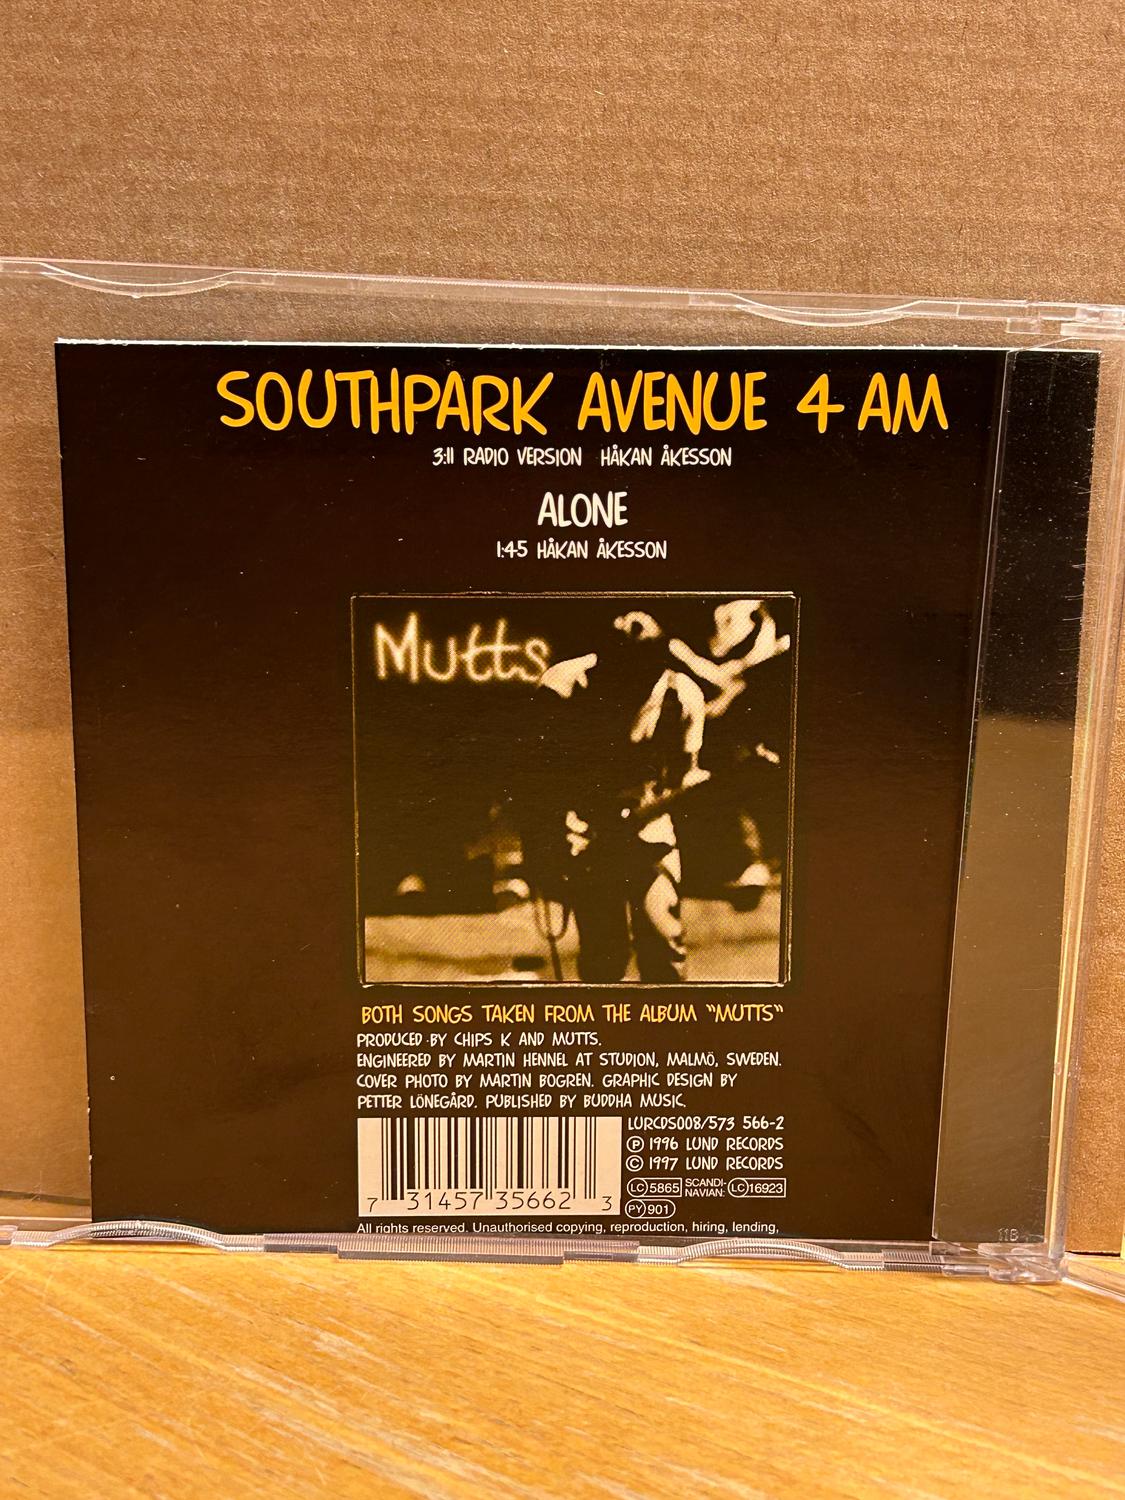 SOUTHPARK AVENUE 4 AM
3:11 RADIO VERSION HÅKAN ÅKESSON
ALONE
1:45 HÅKAN ÅKESSON
Mutts
BOTH SONGS TAKEN FROM THE ALBUM "MUTTS"
PRODUCED BY CHIPS K AND MUTTS.
ENGINEERED BY MARTIN HENNEL AT STUDION, MALMÖ, SWEDEN.
COVER PHOTO BY MARTIN BOGREN. GRAPHIC DESIGN BY
PETTER LÖNEGÅRD. PUBLISHED BY BUDDHA MUSIC.
LURCDS008/573 566-2
Ⓟ 1996 LUND RECORDS
© 1997 LUND RECORDS
LC 5865 SCANDI-
NAVIAN: LC 16923
PY 901
7 31457 35662 3
All rights reserved. Unauthorised copying, reproduction, hiring, lending,
118